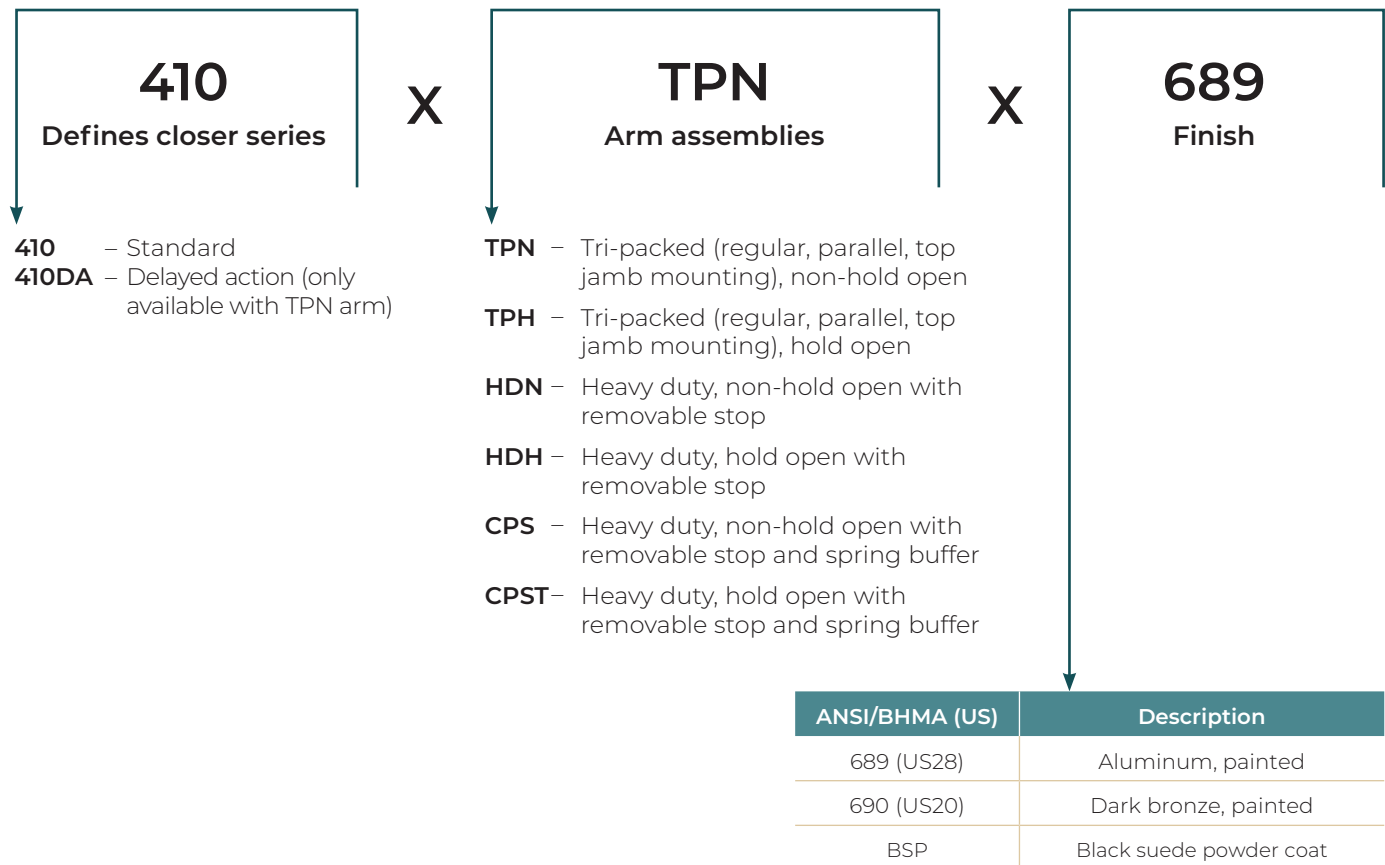 410 X TPN X 689
Defines closer series Arm assemblies Finish
410 – Standard
410DA – Delayed action (only
available with TPN arm)
TPN – Tri-packed (regular, parallel, top
jamb mounting), non-hold open
TPH – Tri-packed (regular, parallel, top
jamb mounting), hold open
HDN – Heavy duty, non-hold open with
removable stop
HDH – Heavy duty, hold open with
removable stop
CPS – Heavy duty, non-hold open with
removable stop and spring buffer
CPST – Heavy duty, hold open with
removable stop and spring buffer
ANSI/BHMA (US) Description
689 (US28) Aluminum, painted
690 (US20) Dark bronze, painted
BSP Black suede powder coat